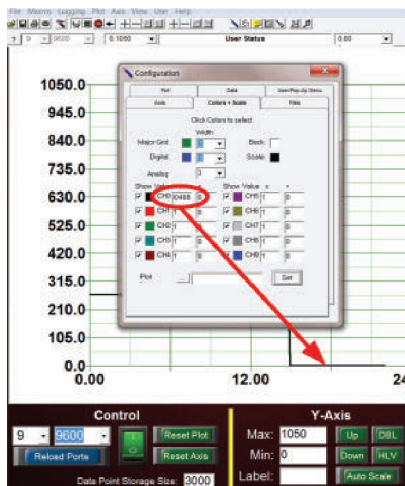 File Macros Logging Plot Axis View User Help
9 9600 0.1050 User Status 0.00
Configuration
Port Data User/Pop-Up Menu
Axis Colors + Scale Files
Click Colors to select
Width
Major Grid: Back:
Digital: Scale:
Analog: 3
Show Value x + Show Value x +
CH0 0 CH5 1 0
CH1 1 0 CH6 1 0
CH2 1 0 CH7 1 0
CH3 1 0 CH8 1 0
CH4 1 0 CH9 1 0
Plot ... Set
1050.0
945.0
840.0
735.0
630.0
525.0
420.0
315.0
210.0
105.0
0.0
0.00 12.00 24
Control
9 9600 Reset Plot
Reload Ports Reset Axis
Data Point Storage Size: 3000
Y-Axis
Max: 1050 Up DBL
Min: 0 Down HLV
Label: Auto Scale